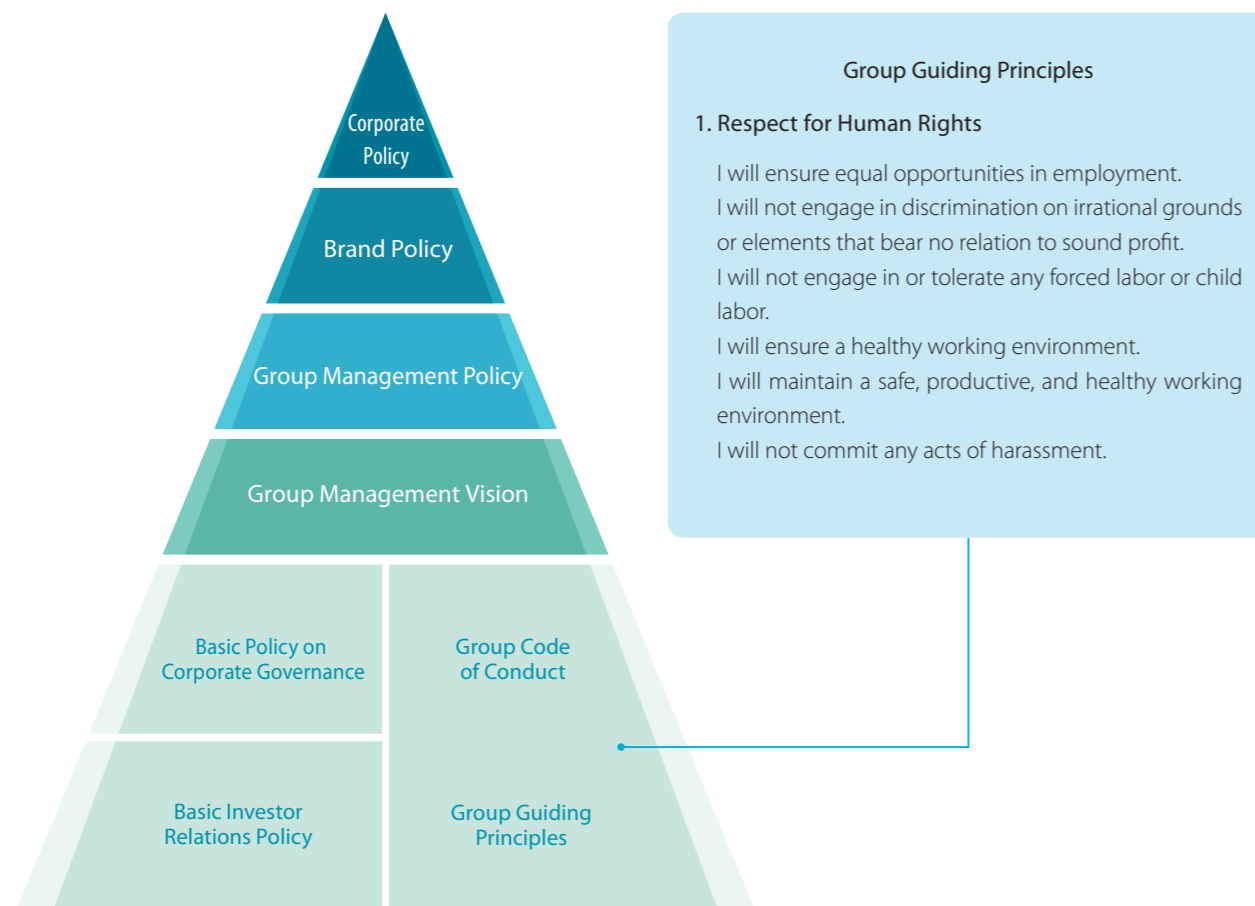 Corporate
Policy
Brand Policy
Group Management Policy
Group Management Vision
Basic Policy on
Corporate Governance
Group Code
of Conduct
Basic Investor
Relations Policy
Group Guiding
Principles
Group Guiding Principles
1. Respect for Human Rights
I will ensure equal opportunities in employment.
I will not engage in discrimination on irrational grounds
or elements that bear no relation to sound profit.
I will not engage in or tolerate any forced labor or child
labor.
I will ensure a healthy working environment.
I will maintain a safe, productive, and healthy working
environment.
I will not commit any acts of harassment.